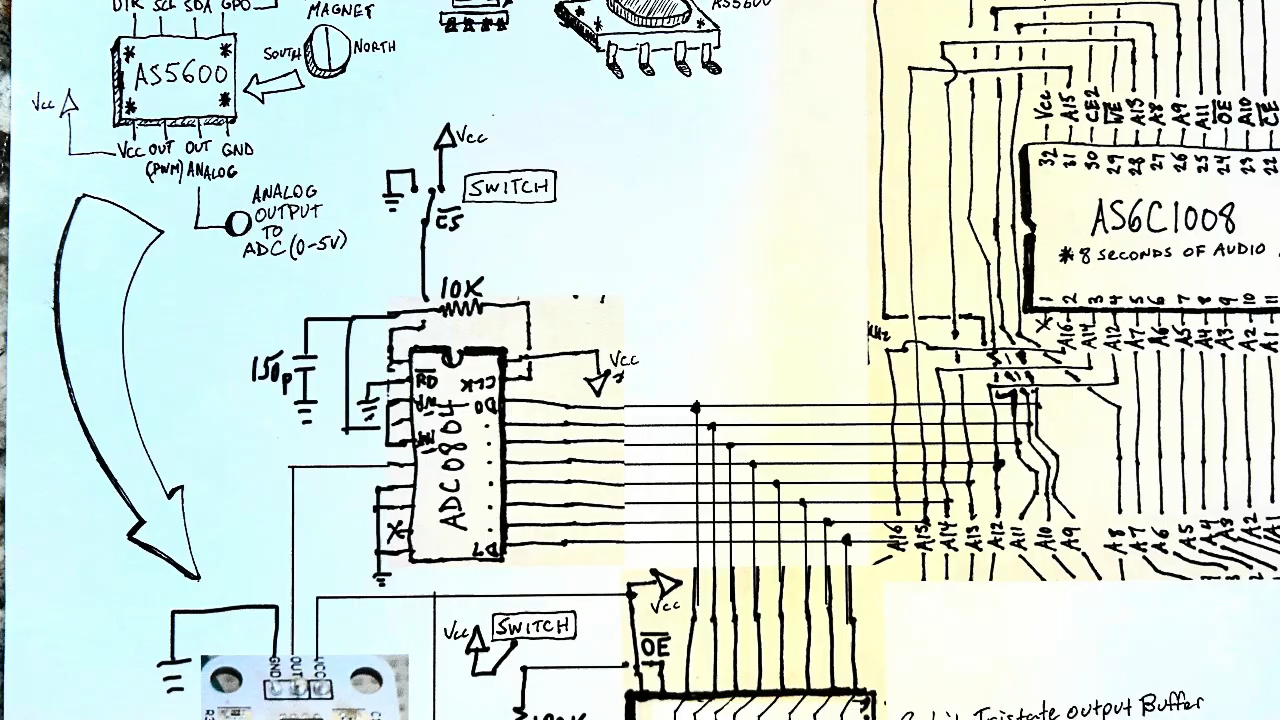 DIR SCL SDA GPO
MAGNET
AS5600
SOUTH
NORTH
AS5600
Vcc
Vcc OUT OUT GND
(PWM) ANALOG
ANALOG
OUTPUT
TO
ADC (0-5V)
Vcc
SWITCH
CS
10K
150p
Vcc
RD
CLK
WR
D0
ADC0804
D7
Vcc A15 CE2 WE A13 A8 A9 A11 OE A10 CE
32 31 30 29 28 27 26 25 24 23 22
AS6C1008
*8 SECONDS OF AUDIO
1 2 3 4 5 6 7 8 9 10 11
X A16 A14 A12 A7 A6 A5 A4 A3 A2 A1
KHz
X
A16 A15 A14 A13 A12 A11 A10 A9 A8 A7 A6 A5 A4 A3 A2 A1
Vcc
SWITCH
Vcc
OE
GND
OUT
VCC
Tristate output Buffer